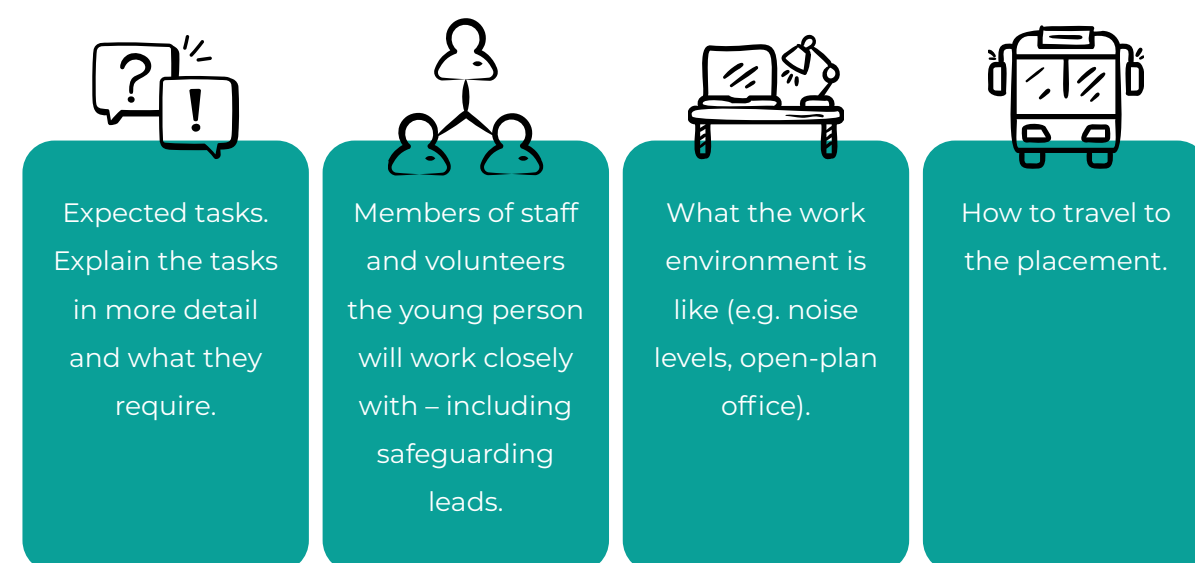 ?
!
Expected tasks.
Explain the tasks
in more detail
and what they
require.
Members of staff
and volunteers
the young person
will work closely
with – including
safeguarding
leads.
What the work
environment is
like (e.g. noise
levels, open-plan
office).
How to travel to
the placement.